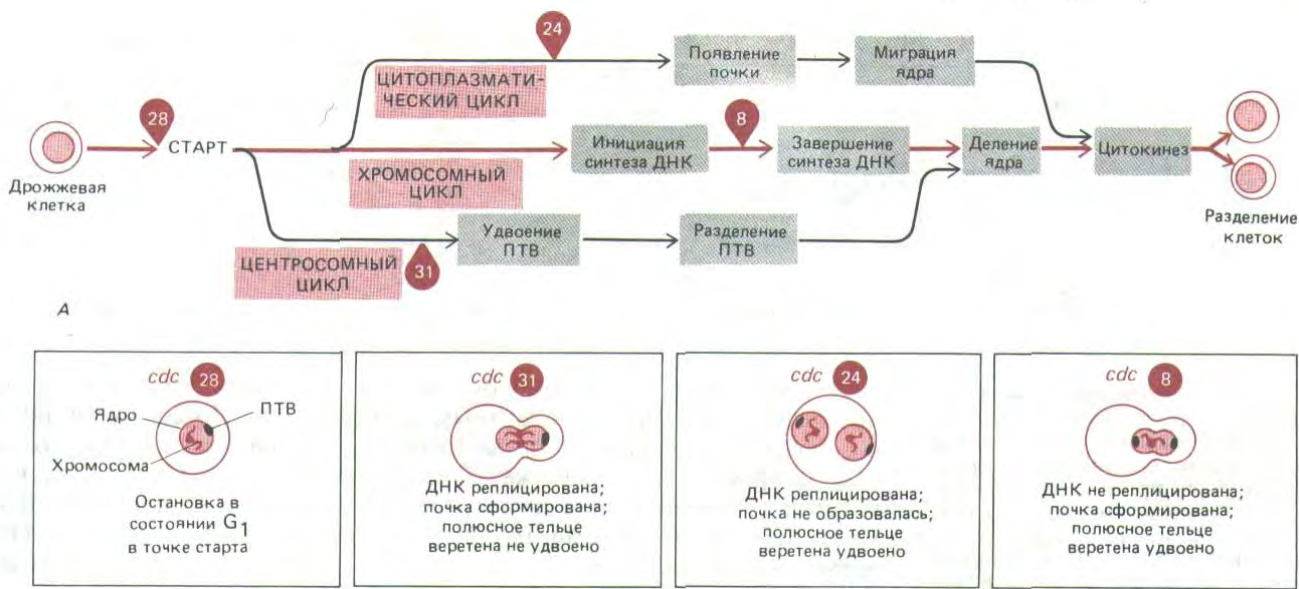 24
ЦИТОПЛАЗМАТИ-
ЧЕСКИЙ ЦИКЛ
Появление
почки
Миграция
ядра
28
СТАРТ
Дрожжевая
клетка
ХРОМОСОМНЫЙ
ЦИКЛ
Инициация
синтеза ДНК
8
Завершение
синтеза ДНК
Деление
ядра
Цитокинез
Разделение
клеток
ЦЕНТРОСОМНЫЙ
ЦИКЛ
31
Удвоение
ПТВ
Разделение
ПТВ
А
cdc 28
Ядро
ПТВ
Хромосома
Остановка в
состоянии G1
в точке старта
cdc 31
ДНК реплицирована;
почка сформирована;
полюсное тельце
веретена не удвоено
cdc 24
ДНК реплицирована;
почка не образовалась;
полюсное тельце
веретена удвоено
cdc 8
ДНК не реплицирована;
почка сформирована;
полюсное тельце
веретена удвоено